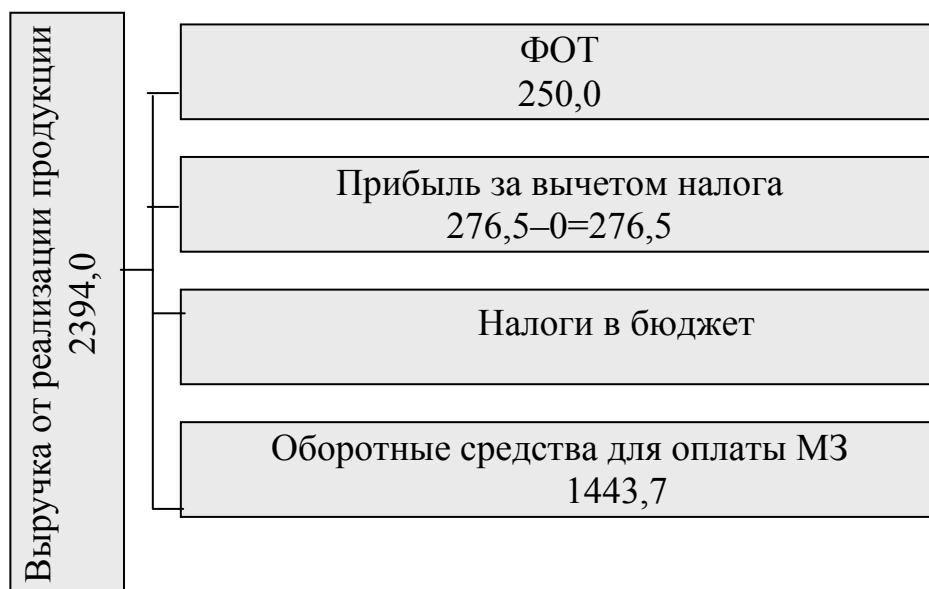 Выручка от реализации продукции
2394,0
ФОТ
250,0
Прибыль за вычетом налога
276,5–0=276,5
Налоги в бюджет
Оборотные средства для оплаты МЗ
1443,7